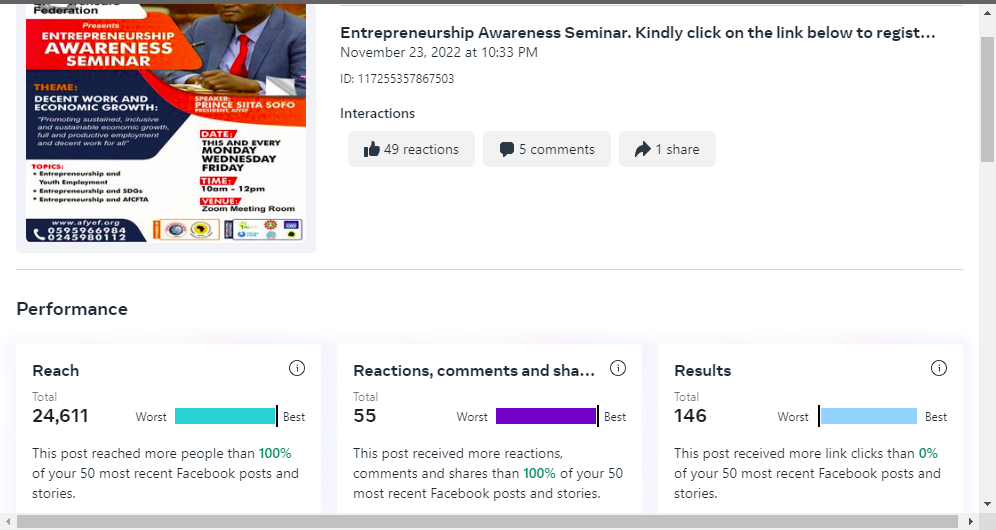 Federation
Presents
ENTREPRENEURSHIP
AWARENESS
SEMINAR
THEME:
DECENT WORK AND
ECONOMIC GROWTH:
"Promoting sustained, inclusive
and sustainable economic growth,
full and productive employment
and decent work for all"
SPEAKER:
PRINCE SIITA SOFO
PRESIDENT, AFYEF
TOPICS:
• Entrepreneurship and
Youth Employment
• Entrepreneurship and SDGs
• Entrepreneurship and AfCFTA
DATE:
THIS AND EVERY
MONDAY
WEDNESDAY
FRIDAY
TIME:
10am - 12pm
VENUE:
Zoom Meeting Room
www.afyef.org
0595966984
0245980112
Entrepreneurship Awareness Seminar. Kindly click on the link below to regist...
November 23, 2022 at 10:33 PM
ID: 117255357867503
Interactions
49 reactions
5 comments
1 share
Performance
Reach
Total
24,611
Worst
Best
This post reached more people than 100%
of your 50 most recent Facebook posts and
stories.
Reactions, comments and sha...
Total
55
Worst
Best
This post received more reactions,
comments and shares than 100% of your 50
most recent Facebook posts and stories.
Results
Total
146
Worst
Best
This post received more link clicks than 0%
of your 50 most recent Facebook posts and
stories.